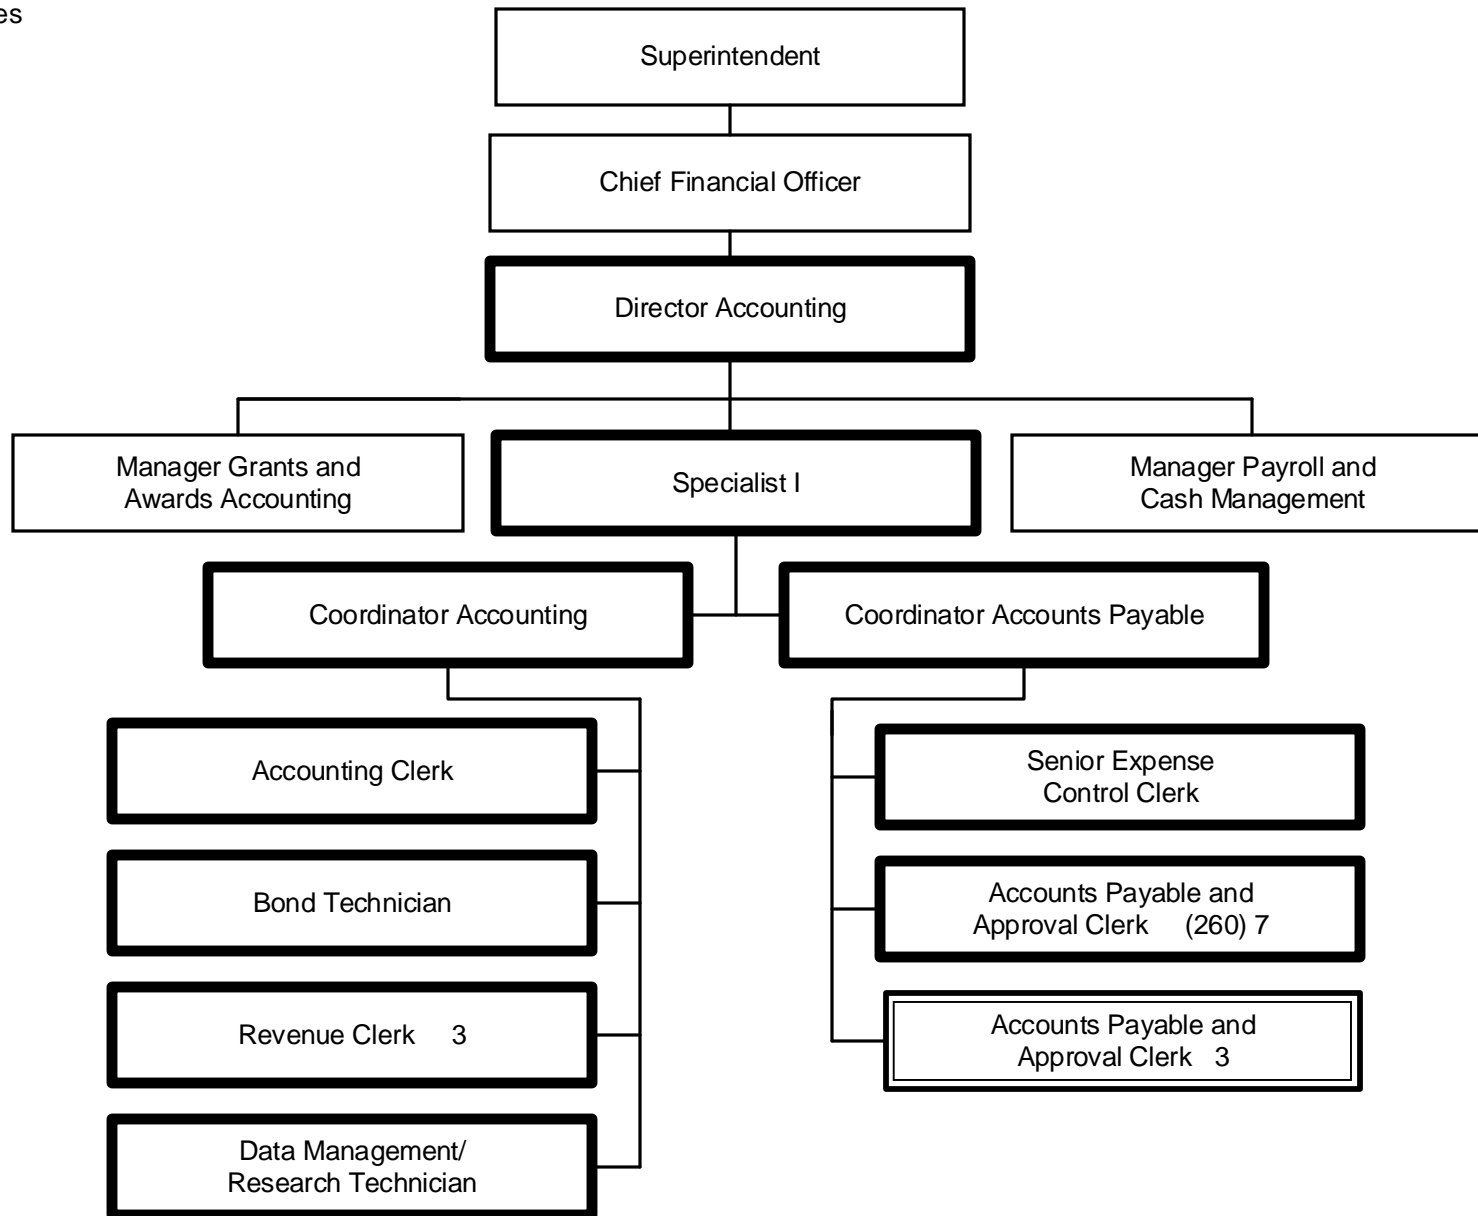 es
Superintendent
Chief Financial Officer
Director Accounting
Manager Grants and
Awards Accounting
Specialist I
Manager Payroll and
Cash Management
Coordinator Accounting
Coordinator Accounts Payable
Accounting Clerk
Bond Technician
Revenue Clerk 3
Data Management/
Research Technician
Senior Expense
Control Clerk
Accounts Payable and
Approval Clerk (260) 7
Accounts Payable and
Approval Clerk 3